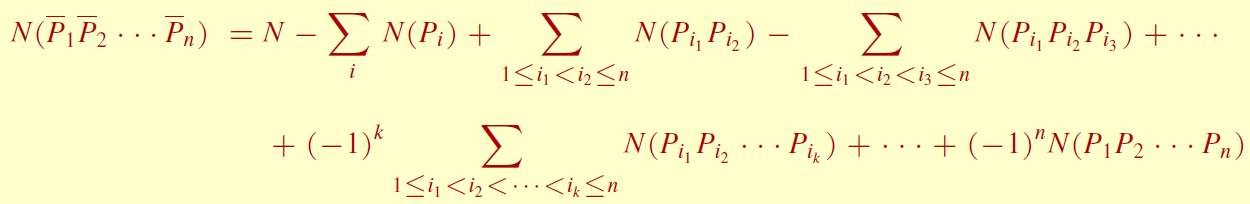 N(P̅₁P̅₂ ⋯ P̅ₙ) = N − ∑_{i} N(Pᵢ) + ∑_{1≤i₁<i₂≤n} N(P_{i₁}P_{i₂}) − ∑_{1≤i₁<i₂<i₃≤n} N(P_{i₁}P_{i₂}P_{i₃}) + ⋯
+ (−1)^k ∑_{1≤i₁<i₂<⋯<i_k≤n} N(P_{i₁}P_{i₂} ⋯ P_{i_k}) + ⋯ + (−1)^n N(P₁P₂ ⋯ Pₙ)